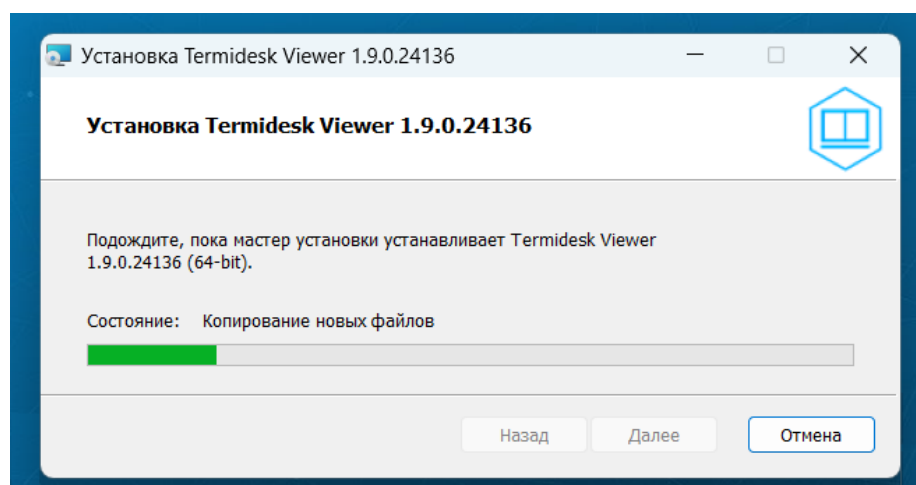 Установка Termidesk Viewer 1.9.0.24136
Установка Termidesk Viewer 1.9.0.24136
Подождите, пока мастер установки устанавливает Termidesk Viewer
1.9.0.24136 (64-bit).
Состояние: Копирование новых файлов
Назад Далее Отмена